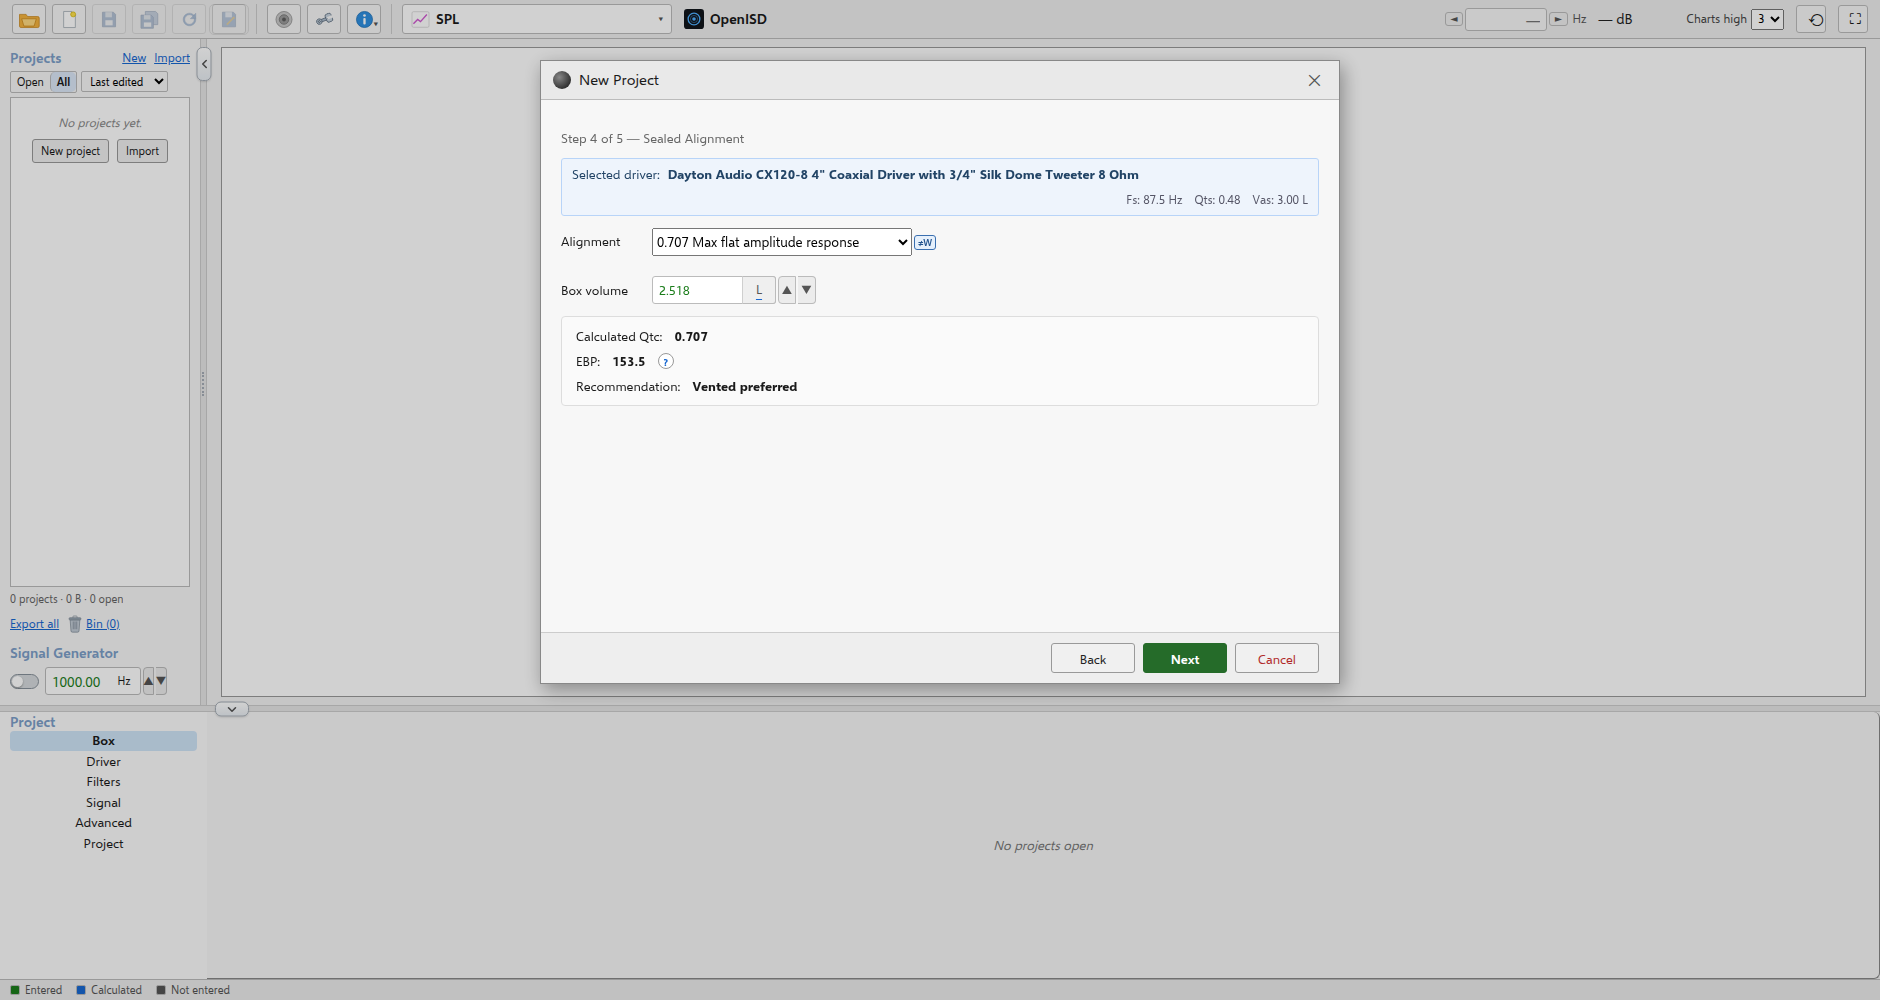 SPL
OpenISD
— Hz — dB
Charts high 3
Projects New Import
Open All Last edited
No projects yet.
New project Import
0 projects · 0 B · 0 open
Export all Bin (0)
Signal Generator
1000.00 Hz
New Project
Step 4 of 5 — Sealed Alignment
Selected driver: Dayton Audio CX120-8 4" Coaxial Driver with 3/4" Silk Dome Tweeter 8 Ohm
Fs: 87.5 Hz Qts: 0.48 Vas: 3.00 L
Alignment 0.707 Max flat amplitude response ≠W
Box volume 2.518 L
Calculated Qtc: 0.707
EBP: 153.5 ?
Recommendation: Vented preferred
Back Next Cancel
Project
Box
Driver
Filters
Signal
Advanced
Project
No projects open
Entered Calculated Not entered